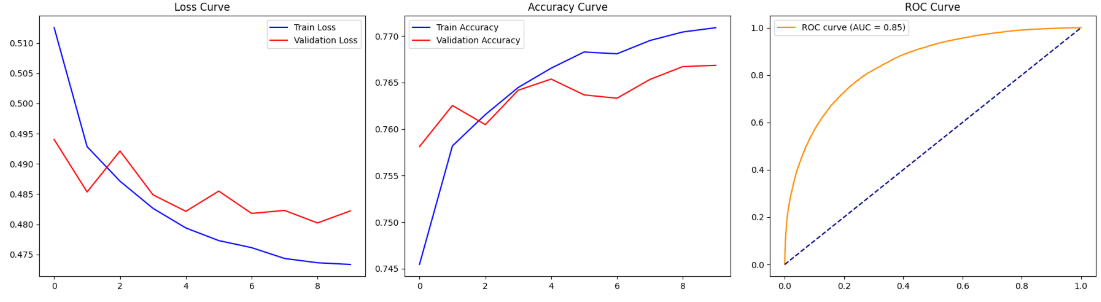 Loss Curve
Train Loss
Validation Loss
0.510
0.505
0.500
0.495
0.490
0.485
0.480
0.475
0 2 4 6 8
Accuracy Curve
Train Accuracy
Validation Accuracy
0.770
0.765
0.760
0.755
0.750
0.745
0 2 4 6 8
ROC Curve
ROC curve (AUC = 0.85)
1.0
0.8
0.6
0.4
0.2
0.0
0.0 0.2 0.4 0.6 0.8 1.0